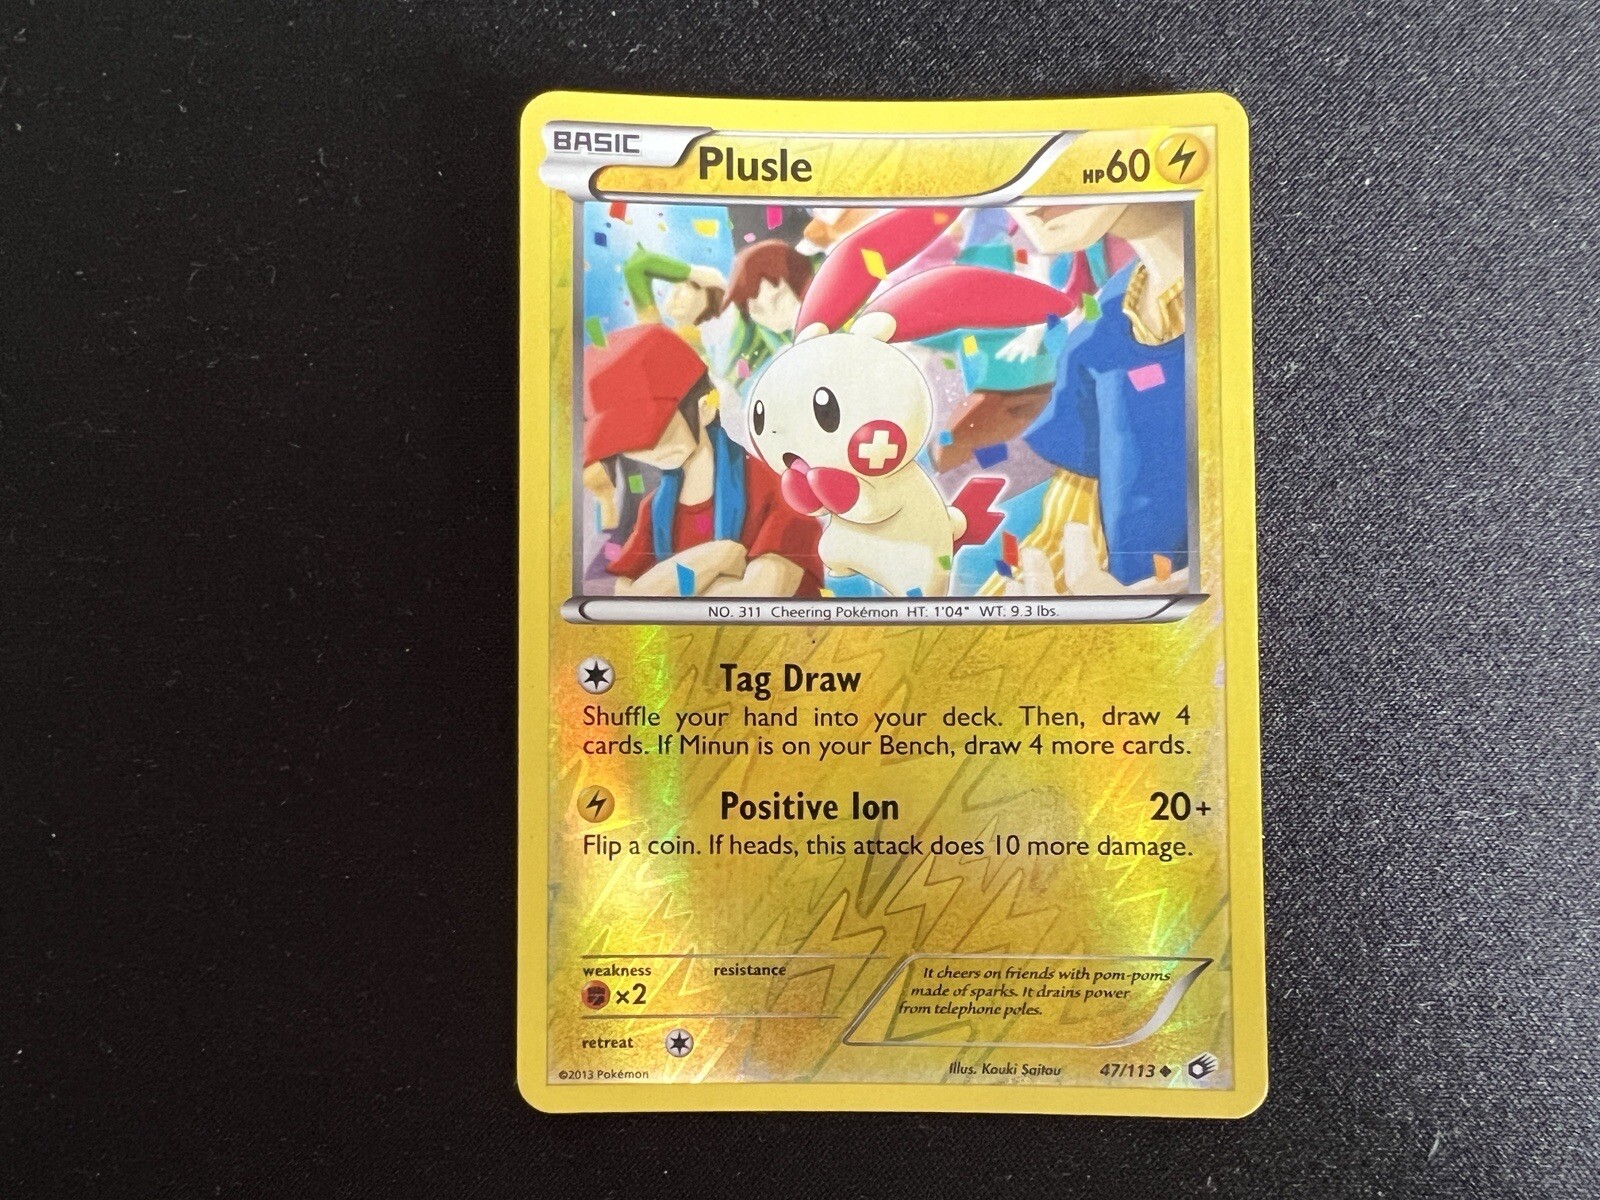 BASIC
Plusle
HP60
NO. 311 Cheering Pokémon HT: 1'04" WT: 9.3 lbs.
Tag Draw
Shuffle your hand into your deck. Then, draw 4
cards. If Minun is on your Bench, draw 4 more cards.
Positive Ion 20+
Flip a coin. If heads, this attack does 10 more damage.
weakness resistance
×2
It cheers on friends with pom-poms
made of sparks. It drains power
from telephone poles.
retreat
©2013 Pokémon
Illus. Kouki Saitou
47/113